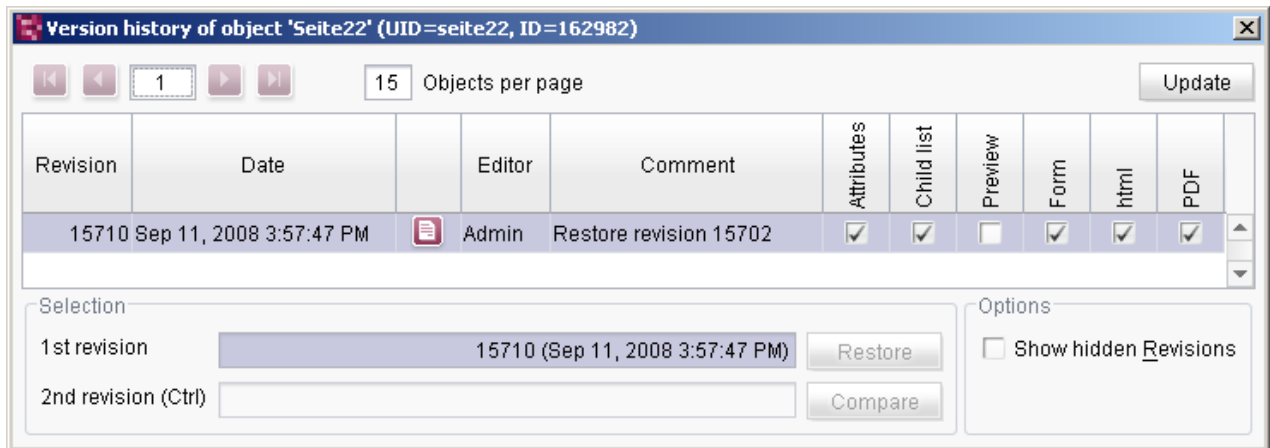 Version history of object 'Seite22' (UID=seite22, ID=162982)
1 15 Objects per page Update
Revision Date Editor Comment Attributes Child list Preview Form html PDF
15710 Sep 11, 2008 3:57:47 PM Admin Restore revision 15702
Selection Options
1st revision 15710 (Sep 11, 2008 3:57:47 PM) Restore Show hidden Revisions
2nd revision (Ctrl) Compare